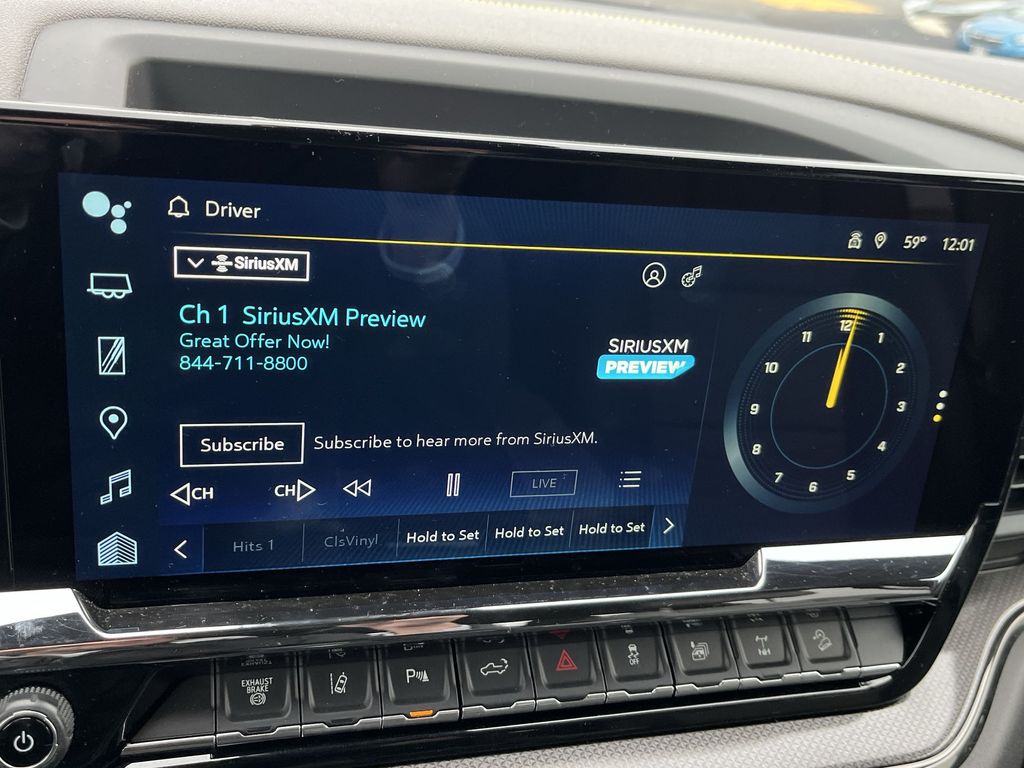 Driver
59° 12:01
SiriusXM
Ch 1 SiriusXM Preview
Great Offer Now!
844-711-8800
SIRIUSXM
PREVIEW
Subscribe Subscribe to hear more from SiriusXM.
CH CH LIVE
Hits 1 ClsVinyl Hold to Set Hold to Set Hold to Set
12
1
2
3
4
5
6
7
8
9
10
11
EXHAUST
BRAKE
P
OFF
N H